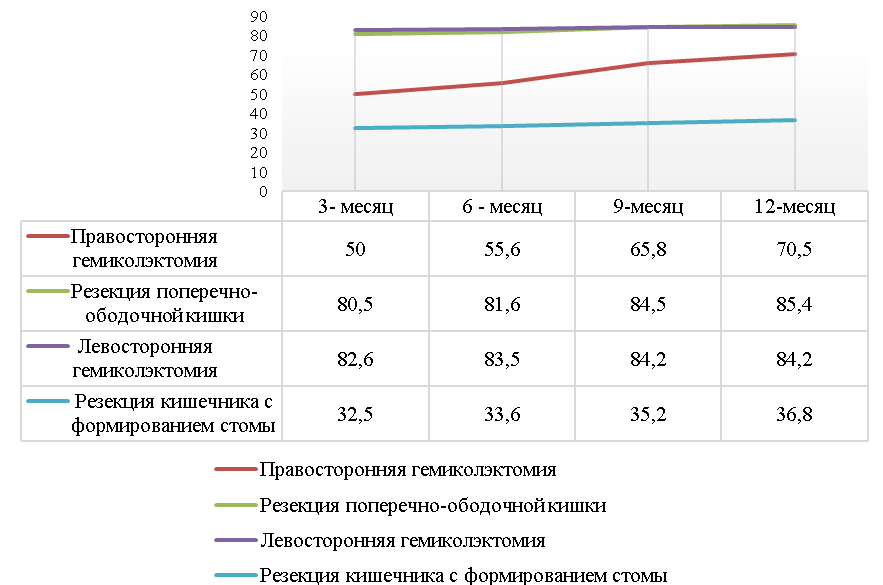 90
80
70
60
50
40
30
20
10
0
3- месяц 6 - месяц 9-месяц 12-месяц
Правосторонняя
гемиколэктомия
50 55,6 65,8 70,5
Резекция поперечно-
ободочной кишки
80,5 81,6 84,5 85,4
Левосторонняя
гемиколэктомия
82,6 83,5 84,2 84,2
Резекция кишечника с
формированием стомы
32,5 33,6 35,2 36,8
Правосторонняя гемиколэктомия
Резекция поперечно-ободочной кишки
Левосторонняя гемиколэктомия
Резекция кишечника с формированием стомы